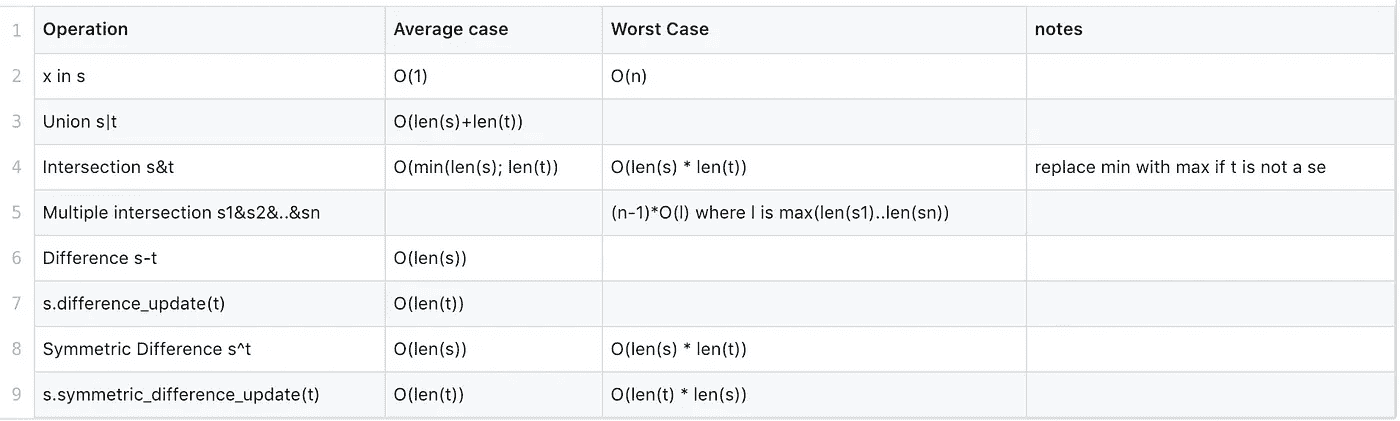 1 Operation Average case Worst Case notes
2 x in s O(1) O(n)
3 Union s|t O(len(s)+len(t))
4 Intersection s&t O(min(len(s); len(t)) O(len(s) * len(t)) replace min with max if t is not a se
5 Multiple intersection s1&s2&..&sn (n-1)*O(l) where l is max(len(s1)..len(sn))
6 Difference s-t O(len(s))
7 s.difference_update(t) O(len(t))
8 Symmetric Difference s^t O(len(s)) O(len(s) * len(t))
9 s.symmetric_difference_update(t) O(len(t)) O(len(t) * len(s))